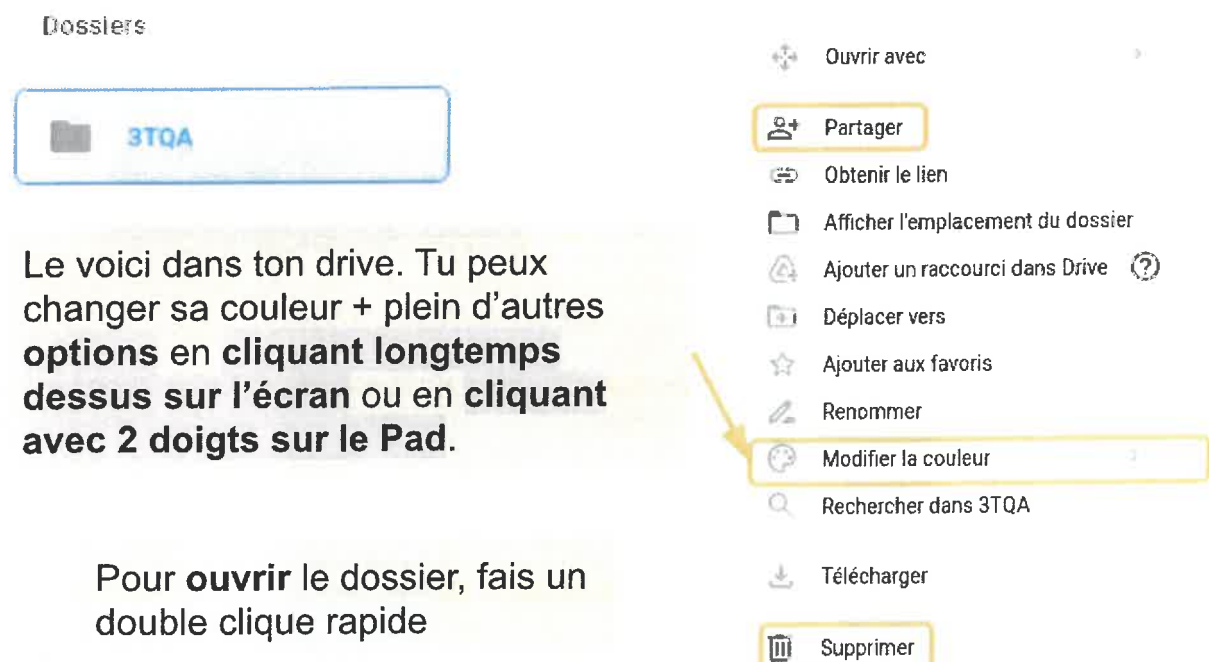 Dossiers
3TQA
Le voici dans ton drive. Tu peux
changer sa couleur + plein d'autres
options en cliquant longtemps
dessus sur l'écran ou en cliquant
avec 2 doigts sur le Pad.
Pour ouvrir le dossier, fais un
double clique rapide
Ouvrir avec
Partager
Obtenir le lien
Afficher l'emplacement du dossier
Ajouter un raccourci dans Drive (?)
Déplacer vers
Ajouter aux favoris
Renommer
Modifier la couleur
Rechercher dans 3TQA
Télécharger
Supprimer